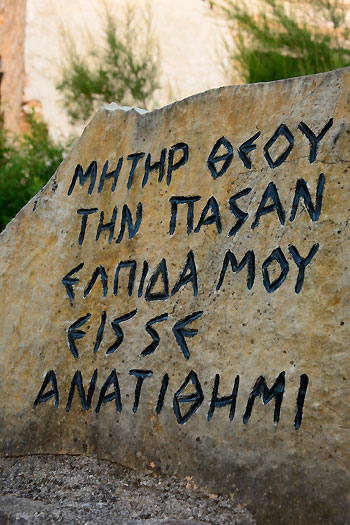 ΜΗΤΗΡ ΘΕΟΥ
ΤΗΝ ΠΑΣΑΝ
ΕΛΠΙΔΑ ΜΟΥ
ΕΙΣ ΣΕ
ΑΝΑΤΙΘΗΜΙ